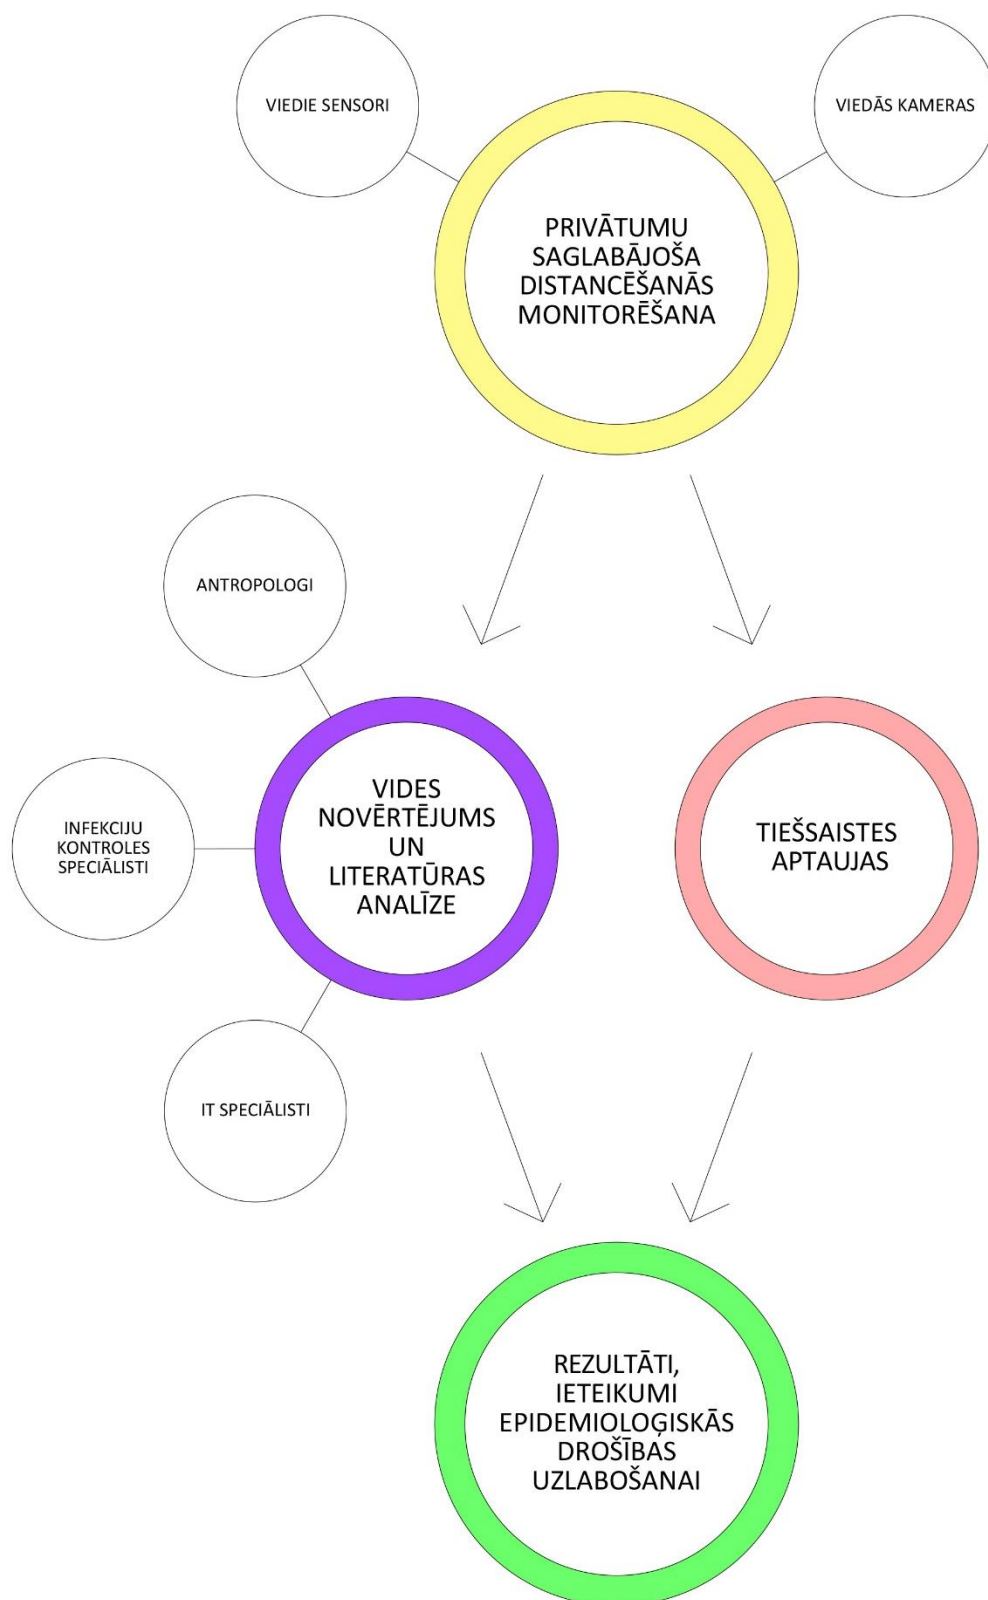 VIEDIE SENSORI
VIEDĀS KAMERAS
PRIVĀTUMU
SAGLABĀJOŠA
DISTANCĒŠANĀS
MONITORĒŠANA
ANTROPOLOGI
INFEKCIJU
KONTROLES
SPECIĀLISTI
VIDES
NOVĒRTĒJUMS
UN
LITERATŪRAS
ANALĪZE
TIEŠSAISTES
APTAUJAS
IT SPECIĀLISTI
REZULTĀTI,
IETEIKUMI
EPIDEMIOLOĢISKĀS
DROŠĪBAS
UZLABOŠANAI